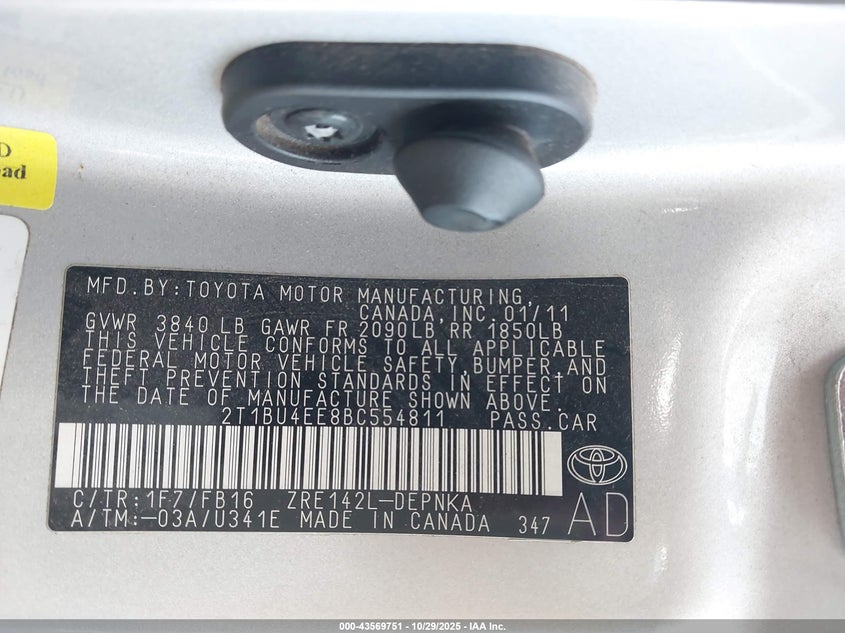 D
ad
MFD.BY:TOYOTA MOTOR MANUFACTURING,
CANADA,INC.01/11
GVWR 3840 LB GAWR FR 2090LB RR 1850LB
THIS VEHICLE CONFORMS TO ALL APPLICABLE
FEDERAL MOTOR VEHICLE SAFETY,BUMPER,AND
THEFT PREVENTION STANDARDS IN EFFECT ON
THE DATE OF MANUFACTURE SHOWN ABOVE.
2T1BU4EE8BC554811 PASS.CAR
C/TR:1F7/FB16 ZRE142L-DEPNKA
A/TM:-03A/U341E MADE IN CANADA 347 AD
000-43569751 | 10/29/2025 | IAA Inc.